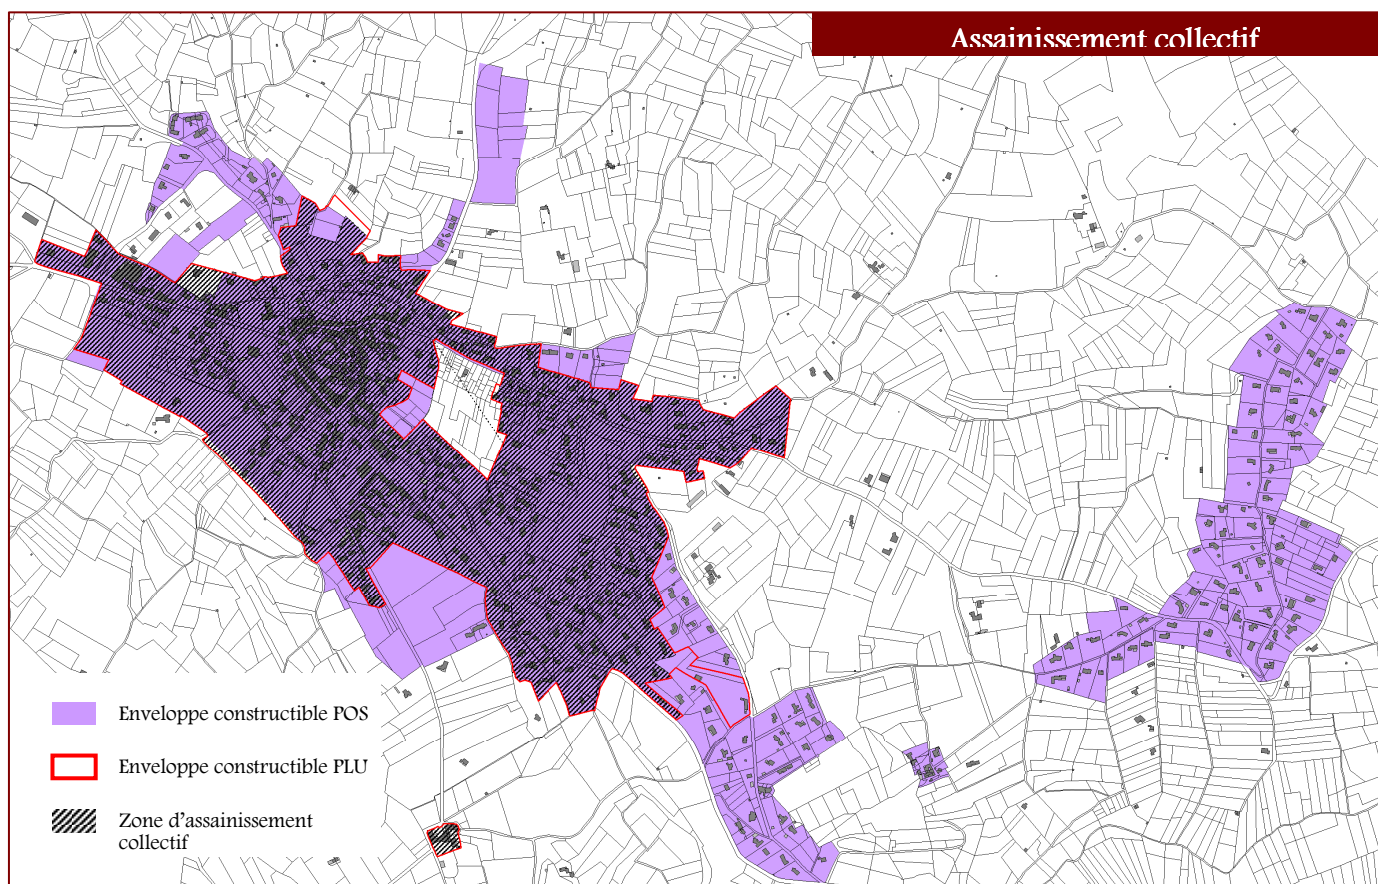 Assainissement collectif
Enveloppe constructible POS
Enveloppe constructible PLU
Zone d'assainissement
collectif